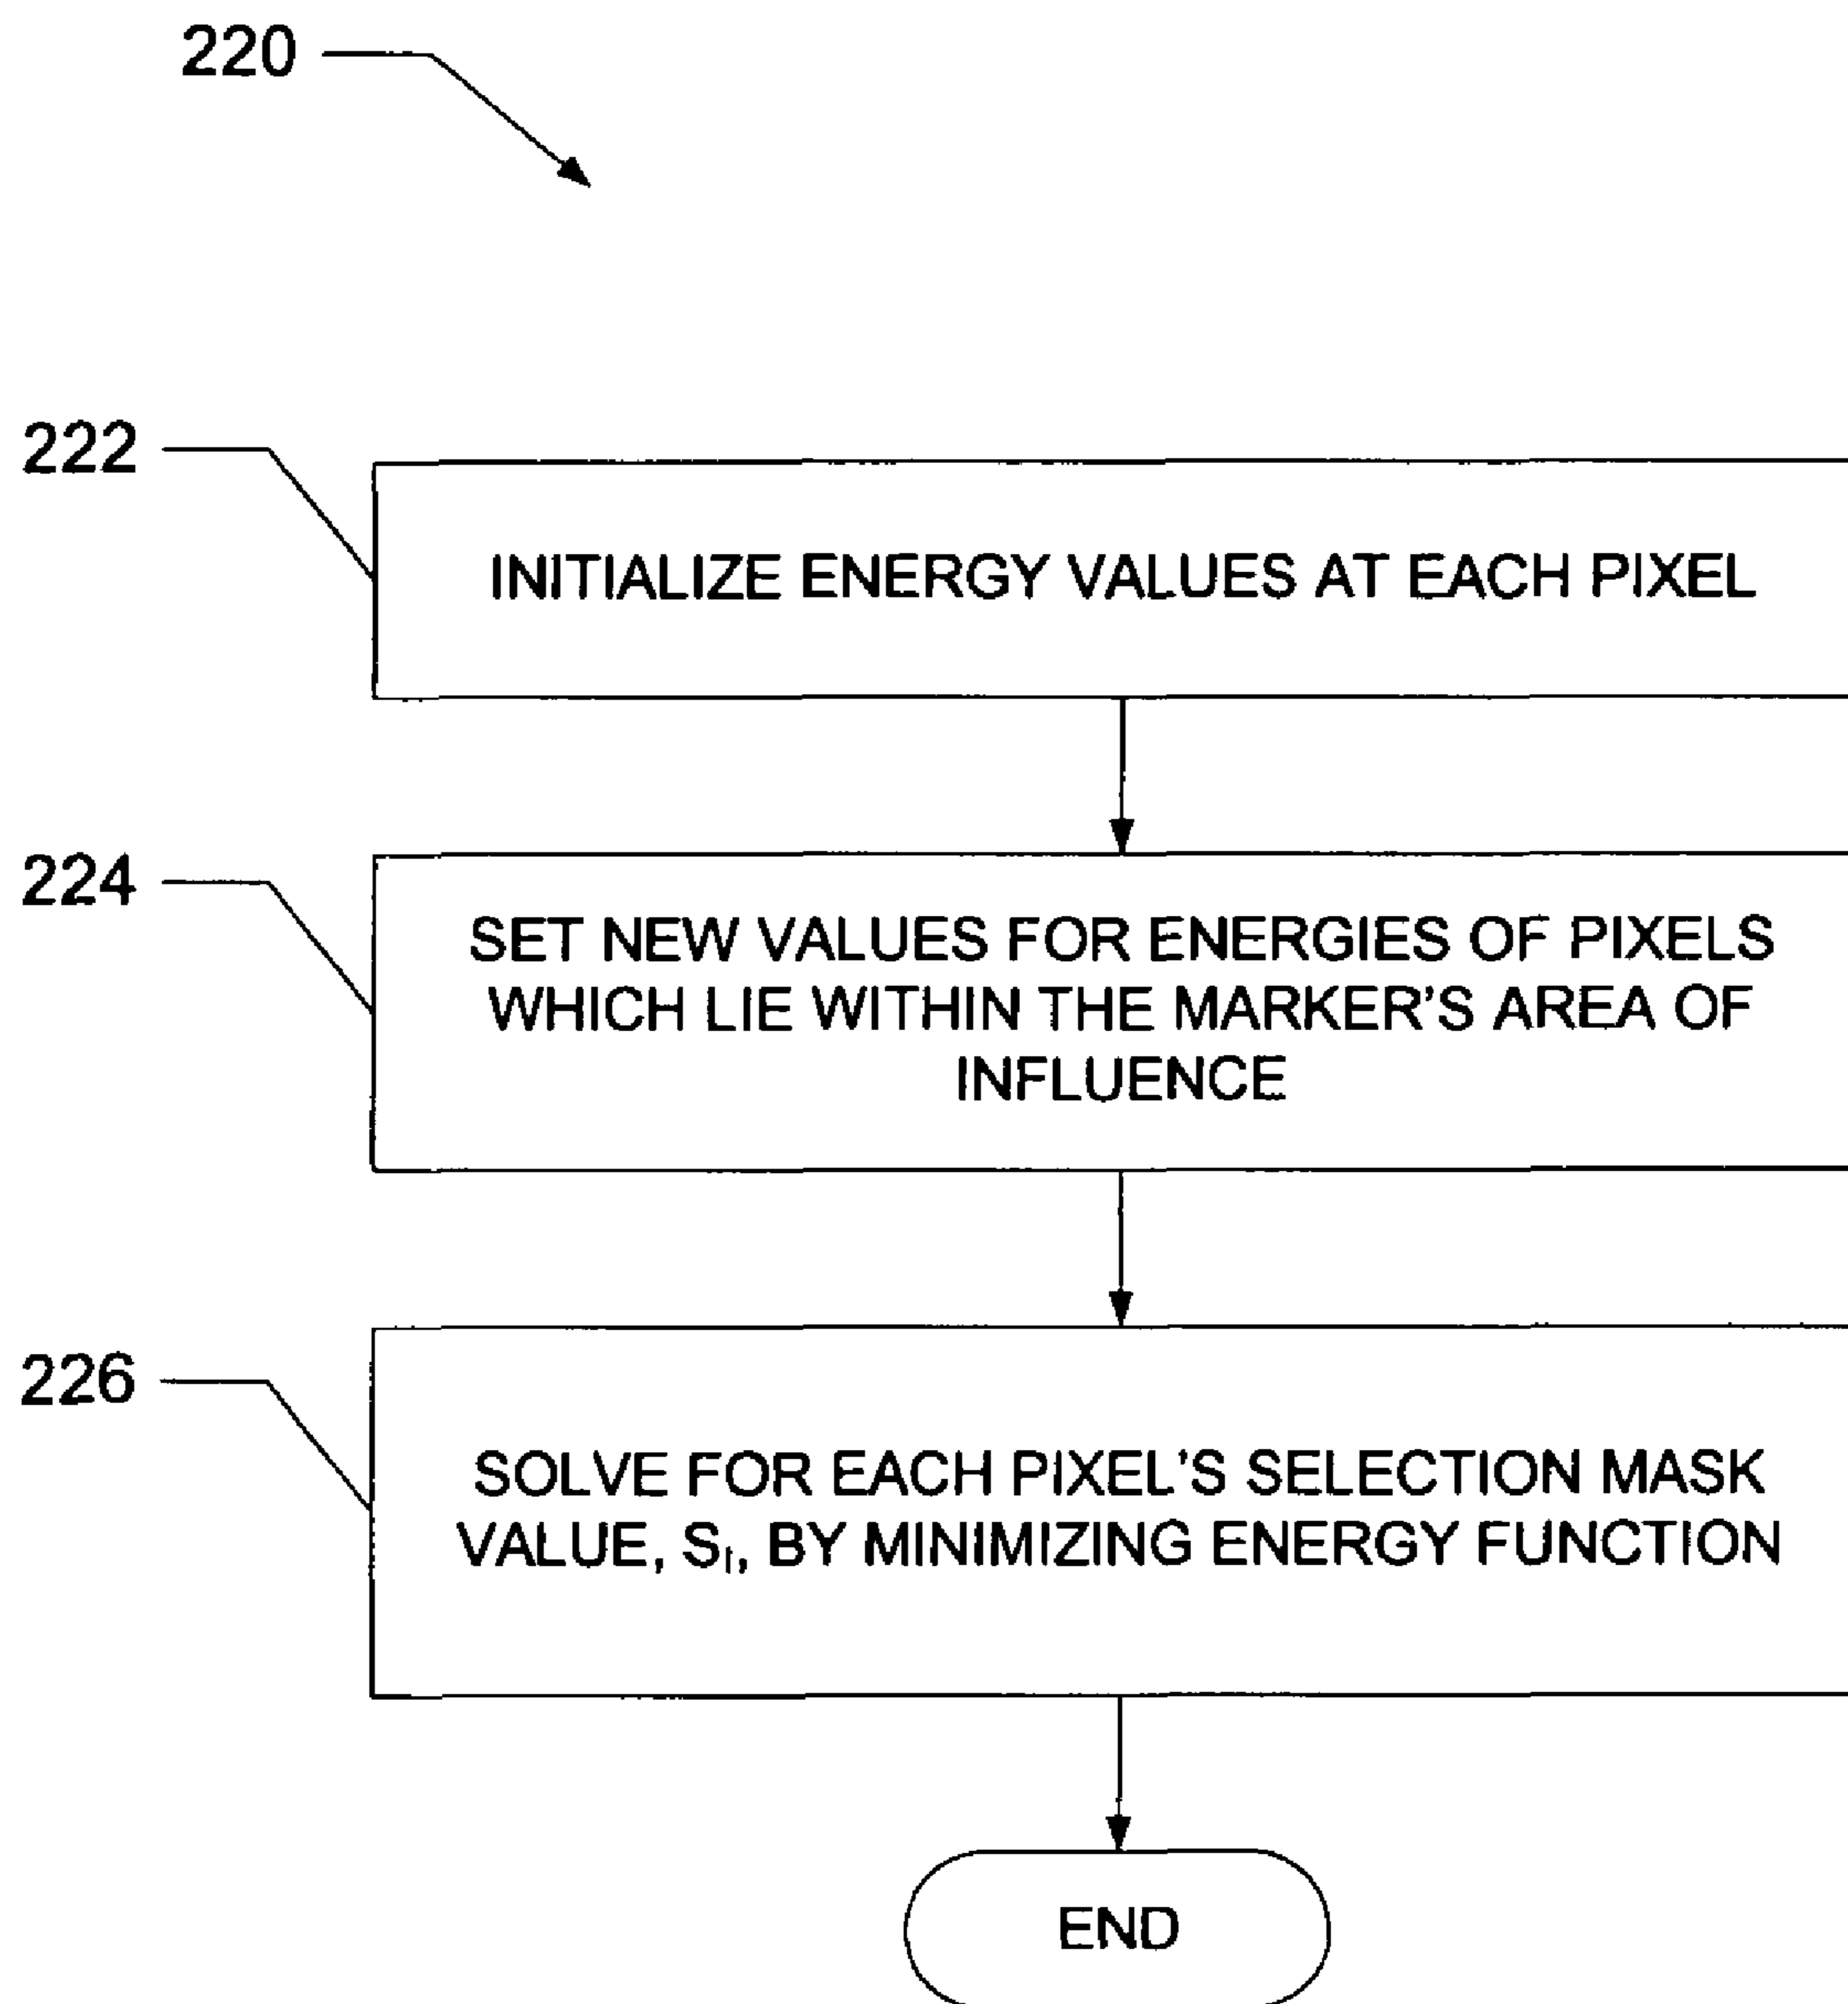 220
222
INITIALIZE ENERGY VALUES AT EACH PIXEL
224
SET NEW VALUES FOR ENERGIES OF PIXELS
WHICH LIE WITHIN THE MARKER'S AREA OF
INFLUENCE
226
SOLVE FOR EACH PIXEL'S SELECTION MASK
VALUE, Sᵢ, BY MINIMIZING ENERGY FUNCTION
END